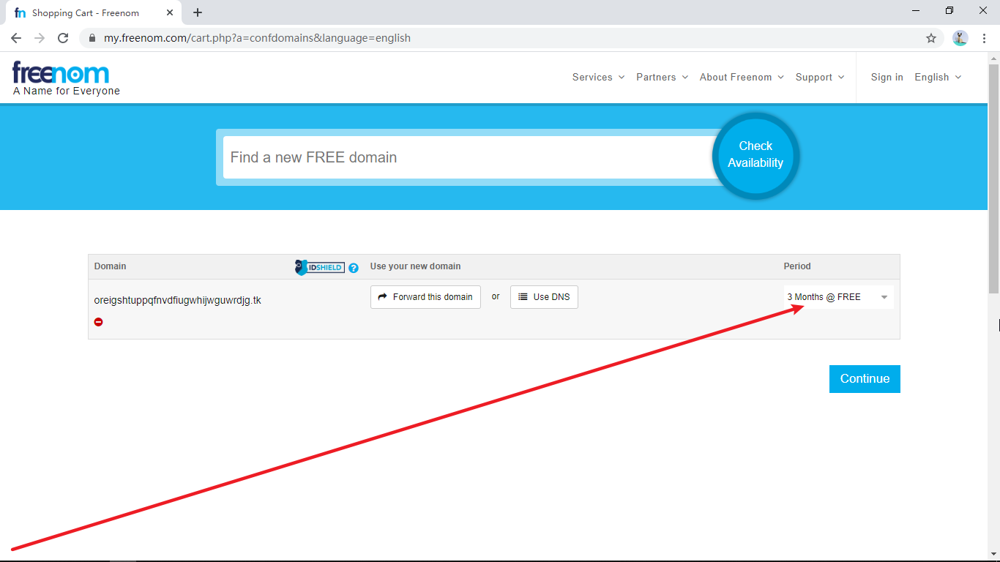 Shopping Cart - Freenom
my.freenom.com/cart.php?a=confdomains&language=english
freenom
A Name for Everyone
Services Partners About Freenom Support Sign in English
Find a new FREE domain
Check
Availability
Domain IDSHIELD ? Use your new domain Period
oreigshtuppqfnvdfiugwhijwguwrdjg.tk Forward this domain or Use DNS 3 Months @ FREE
Continue